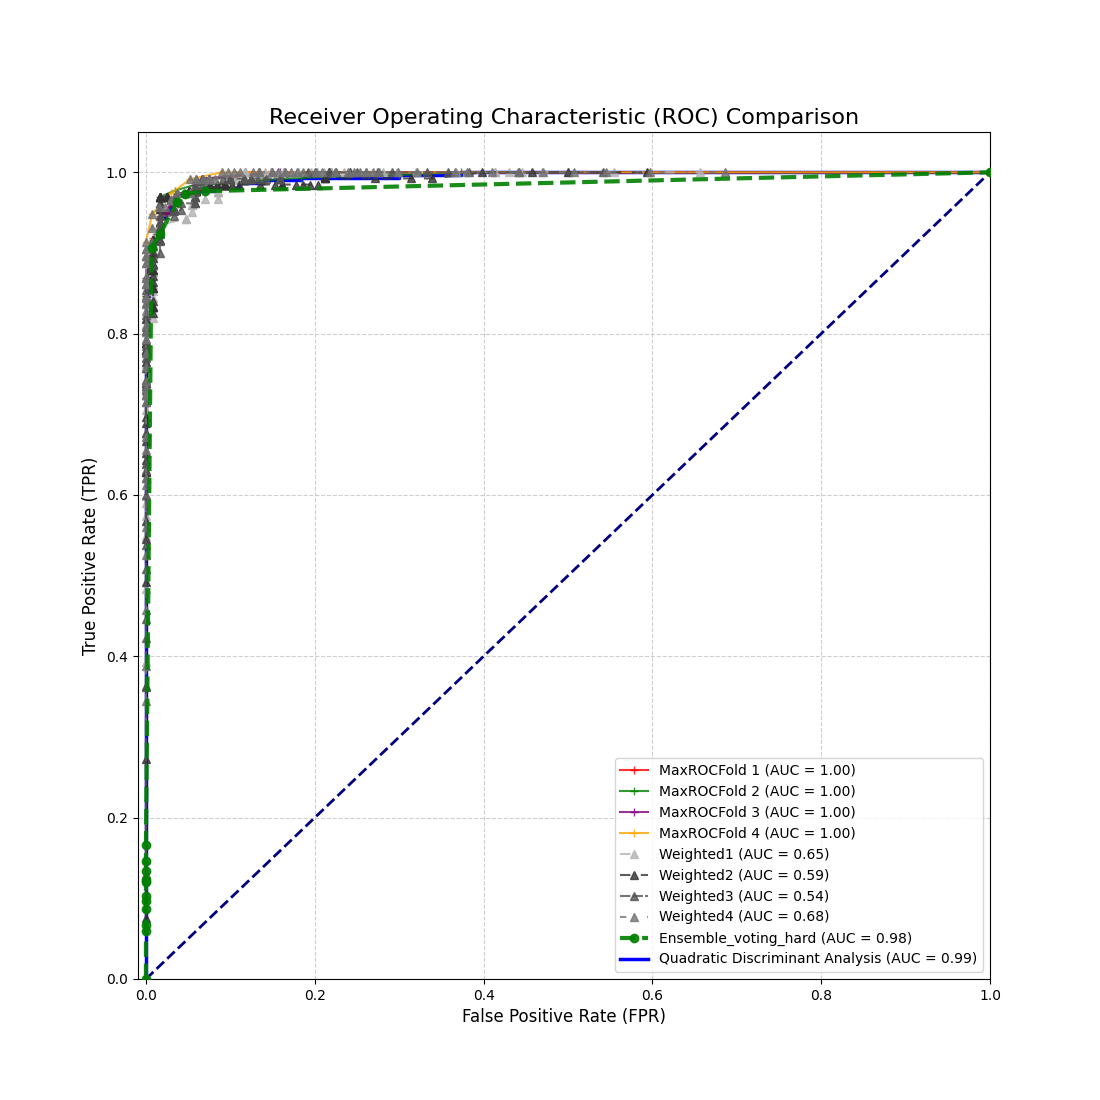 Receiver Operating Characteristic (ROC) Comparison
1.0
0.8
0.6
0.4
0.2
0.0
True Positive Rate (TPR)
MaxROCFold 1 (AUC = 1.00)
MaxROCFold 2 (AUC = 1.00)
MaxROCFold 3 (AUC = 1.00)
MaxROCFold 4 (AUC = 1.00)
Weighted1 (AUC = 0.65)
Weighted2 (AUC = 0.59)
Weighted3 (AUC = 0.54)
Weighted4 (AUC = 0.68)
Ensemble_voting_hard (AUC = 0.98)
Quadratic Discriminant Analysis (AUC = 0.99)
0.0 0.2 0.4 0.6 0.8 1.0
False Positive Rate (FPR)